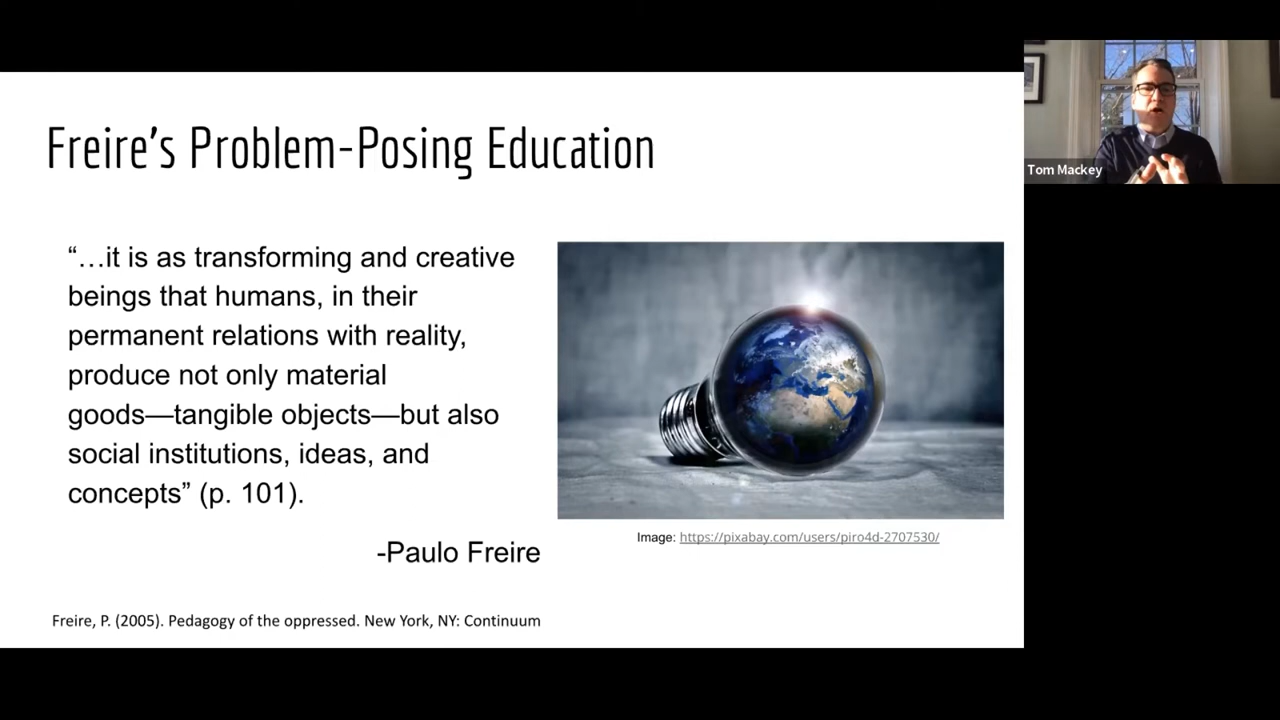 Freire's Problem-Posing Education
“…it is as transforming and creative
beings that humans, in their
permanent relations with reality,
produce not only material
goods—tangible objects—but also
social institutions, ideas, and
concepts” (p. 101).
-Paulo Freire
Image: https://pixabay.com/users/piro4d-2707530/
Freire, P. (2005). Pedagogy of the oppressed. New York, NY: Continuum
Tom Mackey